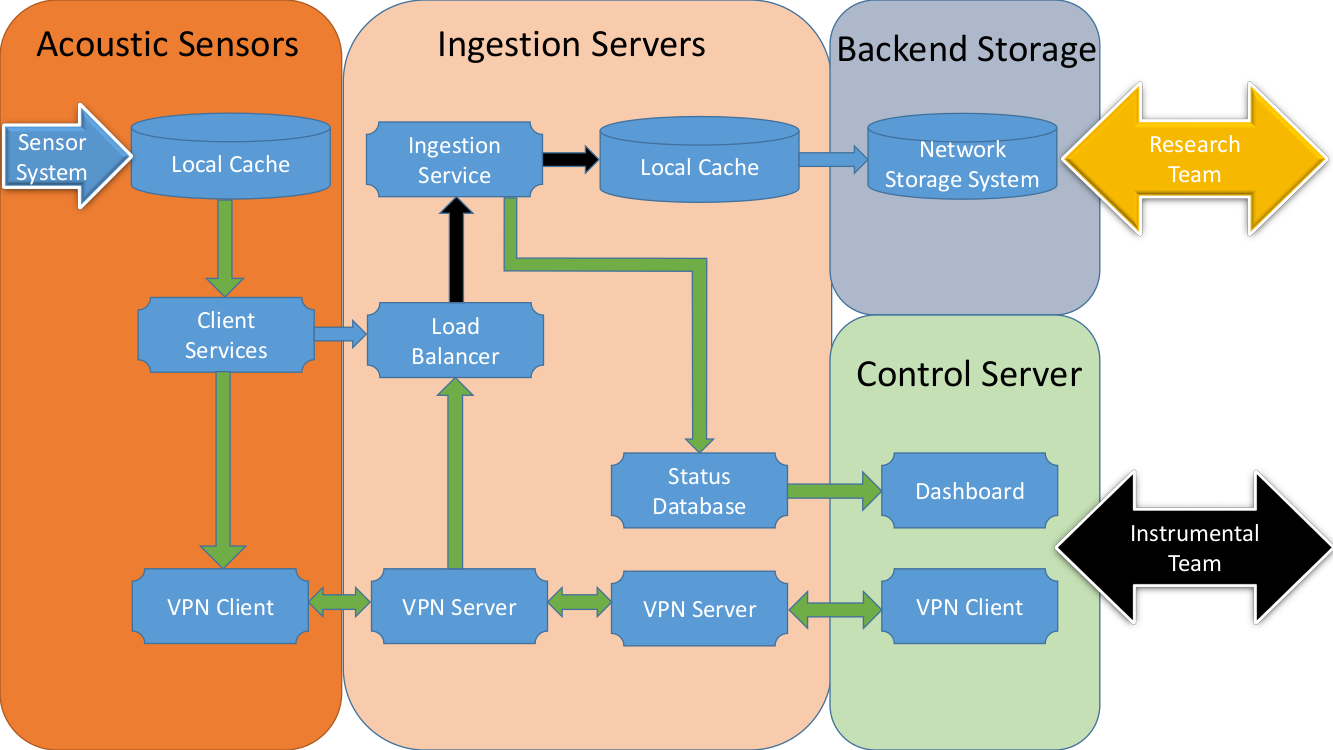 Acoustic Sensors
Ingestion Servers
Backend Storage
Sensor
System
Local Cache
Ingestion
Service
Local Cache
Network
Storage System
Research
Team
Client
Services
Load
Balancer
Control Server
Status
Database
Dashboard
Instrumental
Team
VPN Client
VPN Server
VPN Server
VPN Client